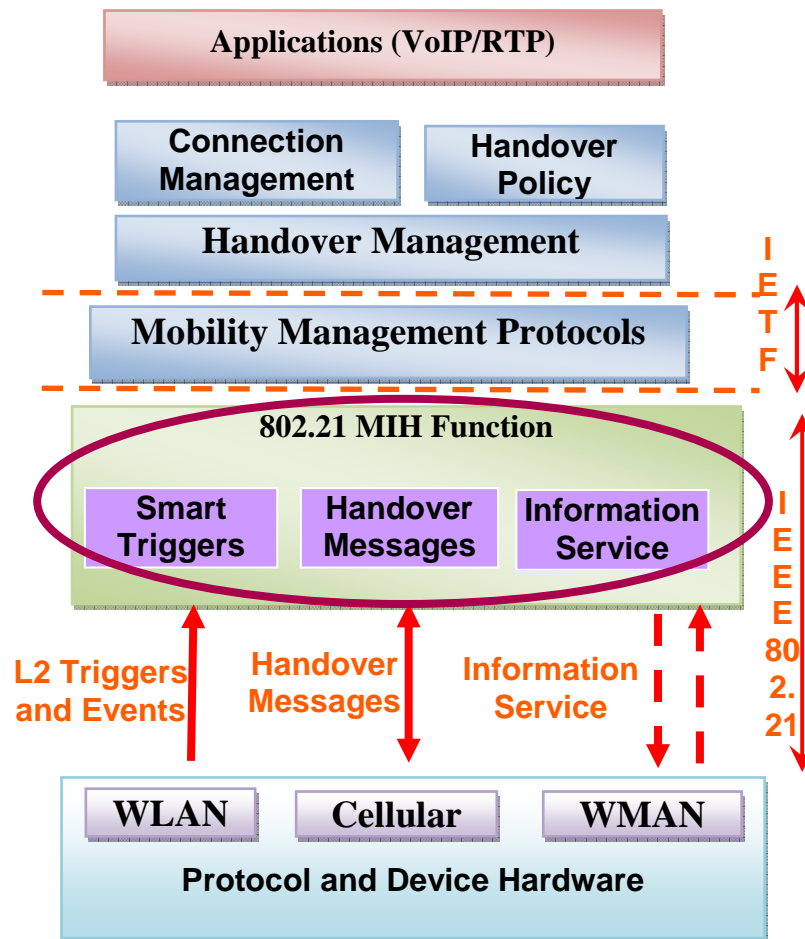 Applications (VoIP/RTP)
Connection
Management
Handover
Policy
Handover Management
I
E
T
F
Mobility Management Protocols
802.21 MIH Function
Smart
Triggers
Handover
Messages
Information
Service
I
E
E
E
80
2.
21
L2 Triggers
and Events
Handover
Messages
Information
Service
WLAN
Cellular
WMAN
Protocol and Device Hardware